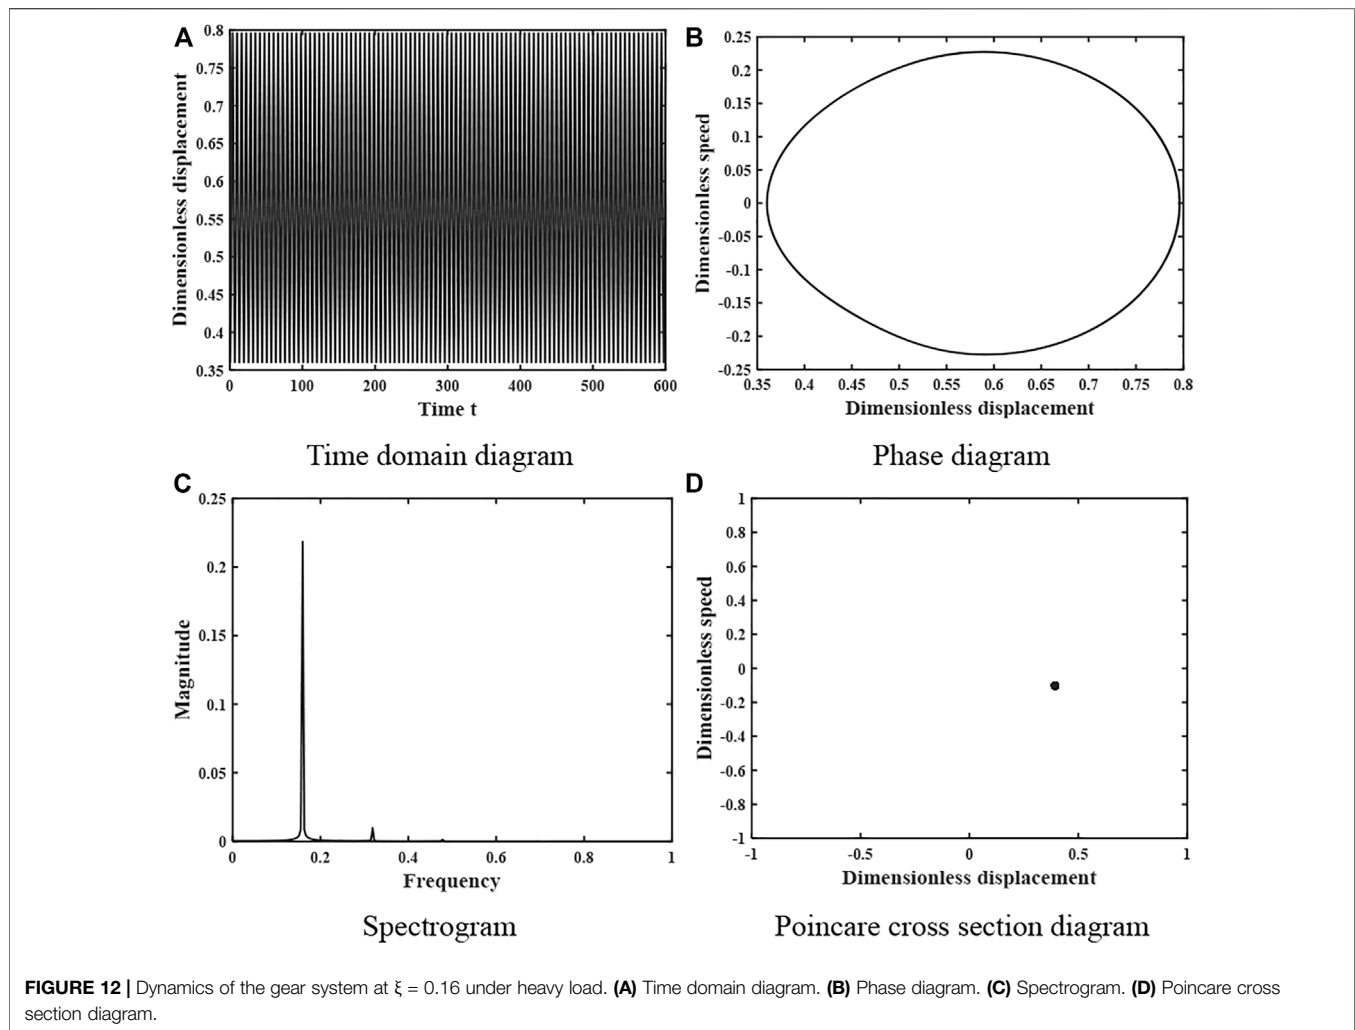 A
0.8
0.75
0.7
0.65
0.6
0.55
0.5
0.45
0.4
0.35
Dimensionless displacement
0 100 200 300 400 500 600
Time t
Time domain diagram
B
0.25
0.2
0.15
0.1
0.05
0
-0.05
-0.1
-0.15
-0.2
-0.25
Dimensionless speed
0.35 0.4 0.45 0.5 0.55 0.6 0.65 0.7 0.75 0.8
Dimensionless displacement
Phase diagram
C
0.25
0.2
0.15
0.1
0.05
0
Magnitude
0 0.2 0.4 0.6 0.8 1
Frequency
Spectrogram
D
1
0.8
0.6
0.4
0.2
0
-0.2
-0.4
-0.6
-0.8
-1
Dimensionless speed
-1 -0.5 0 0.5 1
Dimensionless displacement
Poincare cross section diagram
FIGURE 12 | Dynamics of the gear system at ξ = 0.16 under heavy load. (A) Time domain diagram. (B) Phase diagram. (C) Spectrogram. (D) Poincare cross
section diagram.